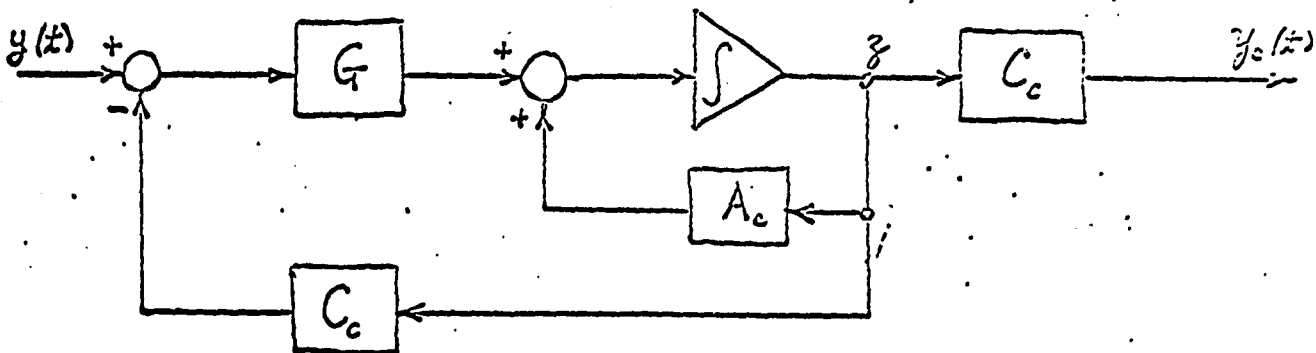 y(t) + G + ∫ z C_c y_c(t)
- +
A_c
C_c